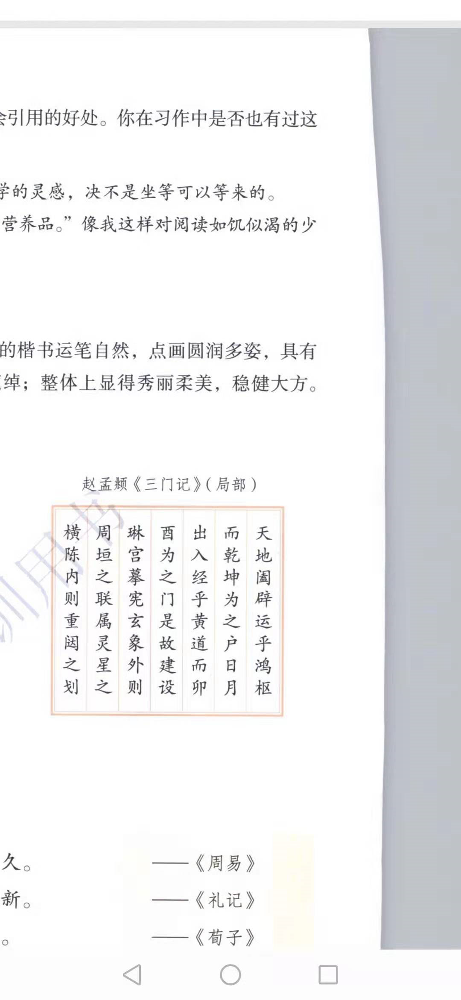 会引用的好处。你在习作中是否也有过这
学的灵感，决不是坐等可以等来的。
营养品。”像我这样对阅读如饥似渴的少
的楷书运笔自然，点画圆润多姿，具有
绰；整体上显得秀丽柔美，稳健大方。
赵孟頫《三门记》（局部）
天地阖辟运乎鸿枢
而乾坤为之户日月
出入经乎黄道而卯
酉为之门是故建设
琳宫摹宪玄象外则
周垣之联属灵星之
横陈内则重闼之划
训用书
久。 ——《周易》
新。 ——《礼记》
。 ——《荀子》